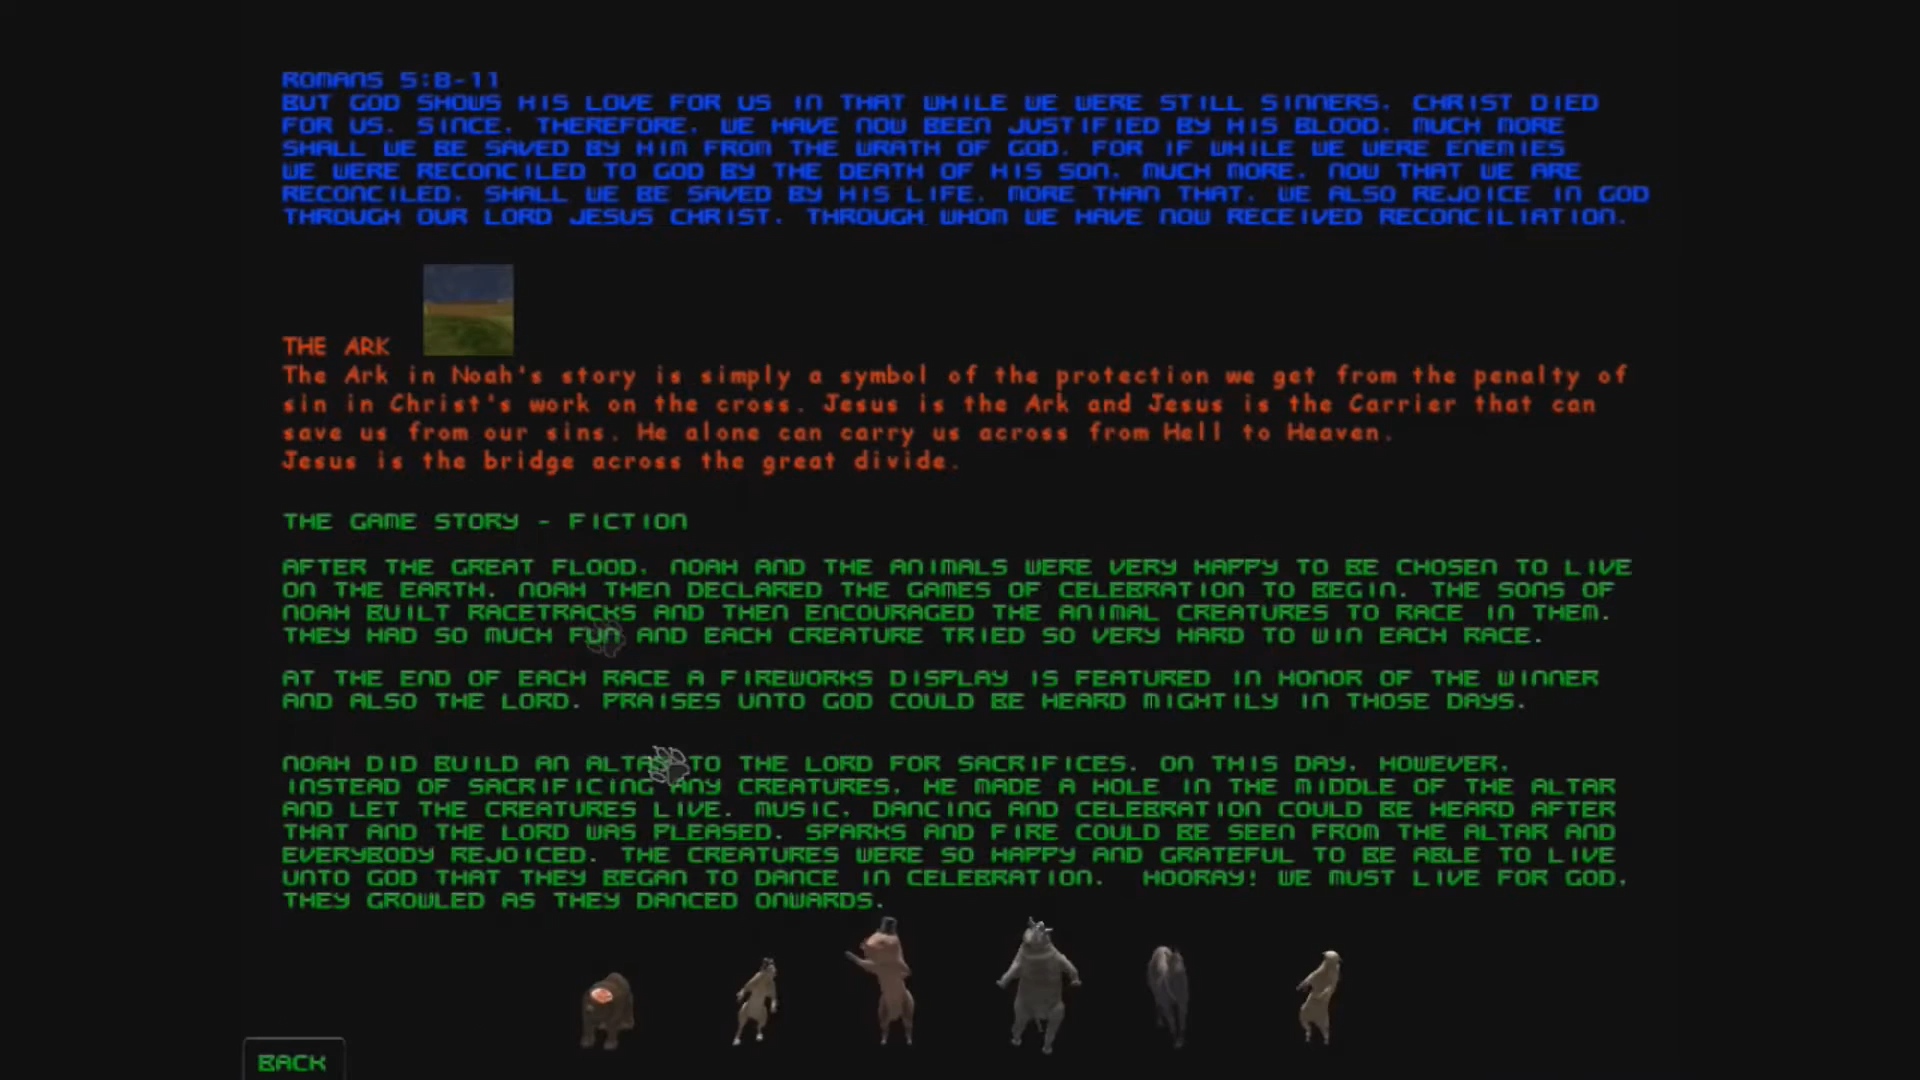 ROMANS 5:8-11
BUT GOD SHOWS HIS LOVE FOR US IN THAT WHILE WE WERE STILL SINNERS, CHRIST DIED
FOR US. SINCE, THEREFORE, WE HAVE NOW BEEN JUSTIFIED BY HIS BLOOD, MUCH MORE
SHALL WE BE SAVED BY HIM FROM THE WRATH OF GOD. FOR IF WHILE WE WERE ENEMIES
WE WERE RECONCILED TO GOD BY THE DEATH OF HIS SON, MUCH MORE, NOW THAT WE ARE
RECONCILED, SHALL WE BE SAVED BY HIS LIFE. MORE THAN THAT, WE ALSO REJOICE IN GOD
THROUGH OUR LORD JESUS CHRIST, THROUGH WHOM WE HAVE NOW RECEIVED RECONCILIATION.
THE ARK
The Ark in Noah's story is simply a symbol of the protection we get from the penalty of
sin in Christ's work on the cross. Jesus is the Ark and Jesus is the Carrier that can
save us from our sins. He alone can carry us across from Hell to Heaven.
Jesus is the bridge across the great divide.
THE GAME STORY - FICTION
AFTER THE GREAT FLOOD, NOAH AND THE ANIMALS WERE VERY HAPPY TO BE CHOSEN TO LIVE
ON THE EARTH. NOAH THEN DECLARED THE GAMES OF CELEBRATION TO BEGIN. THE SONS OF
NOAH BUILT RACETRACKS AND THEN ENCOURAGED THE ANIMAL CREATURES TO RACE IN THEM.
THEY HAD SO MUCH FUN AND EACH CREATURE TRIED SO VERY HARD TO WIN EACH RACE.
AT THE END OF EACH RACE A FIREWORKS DISPLAY IS FEATURED IN HONOR OF THE WINNER
AND ALSO THE LORD. PRAISES UNTO GOD COULD BE HEARD MIGHTILY IN THOSE DAYS.
NOAH DID BUILD AN ALTAR TO THE LORD FOR SACRIFICES. ON THIS DAY, HOWEVER,
INSTEAD OF SACRIFICING ANY CREATURES, HE MADE A HOLE IN THE MIDDLE OF THE ALTAR
AND LET THE CREATURES LIVE. MUSIC, DANCING AND CELEBRATION COULD BE HEARD AFTER
THAT AND THE LORD WAS PLEASED. SPARKS AND FIRE COULD BE SEEN FROM THE ALTAR AND
EVERYBODY REJOICED. THE CREATURES WERE SO HAPPY AND GRATEFUL TO BE ABLE TO LIVE
UNTO GOD THAT THEY BEGAN TO DANCE IN CELEBRATION.  HOORAY! WE MUST LIVE FOR GOD,
THEY GROWLED AS THEY DANCED ONWARDS.
BACK